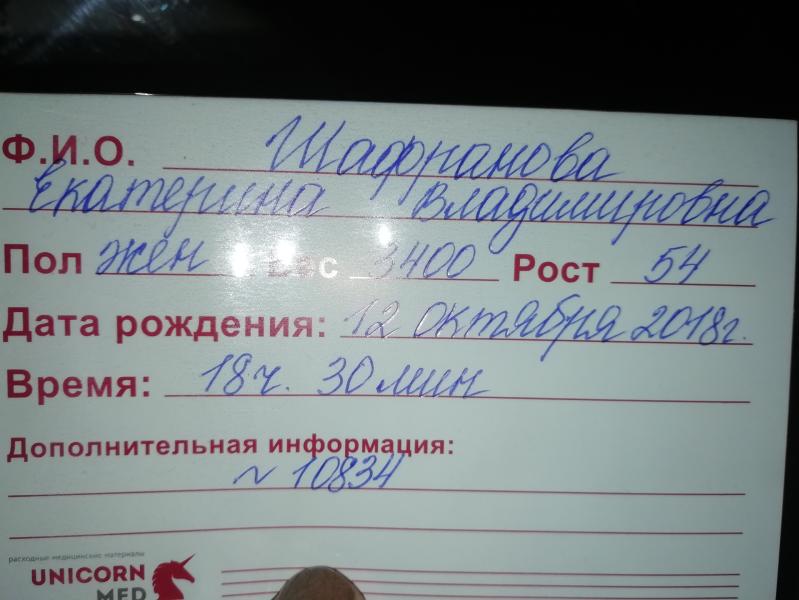 Ф.И.О. Шафранова
Екатерина Владимировна
Пол жен Вес 3400 Рост 54
Дата рождения: 12 октября 2018г.
Время: 18ч. 30мин
Дополнительная информация:
~ 10834
расходные медицинские материалы
UNICORN
MED